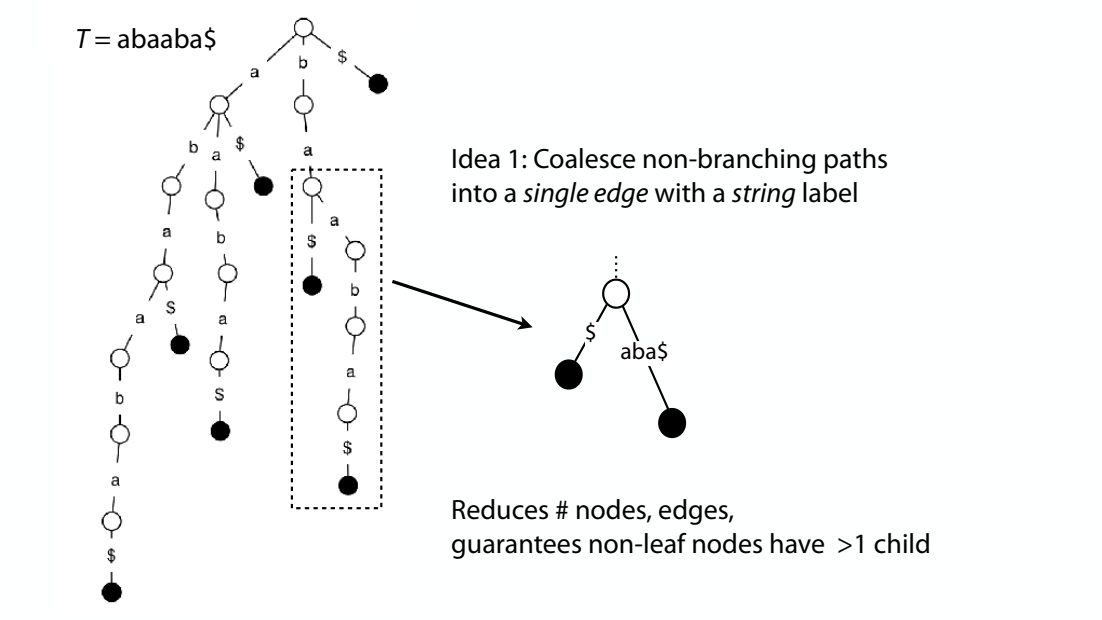 T = abaaba$
a
b
$
b
a
$
a
a
b
$
a
a
$
b
a
$
a
b
b
$
a
a
$
$
Idea 1: Coalesce non-branching paths
into a single edge with a string label
$
aba$
Reduces # nodes, edges,
guarantees non-leaf nodes have >1 child